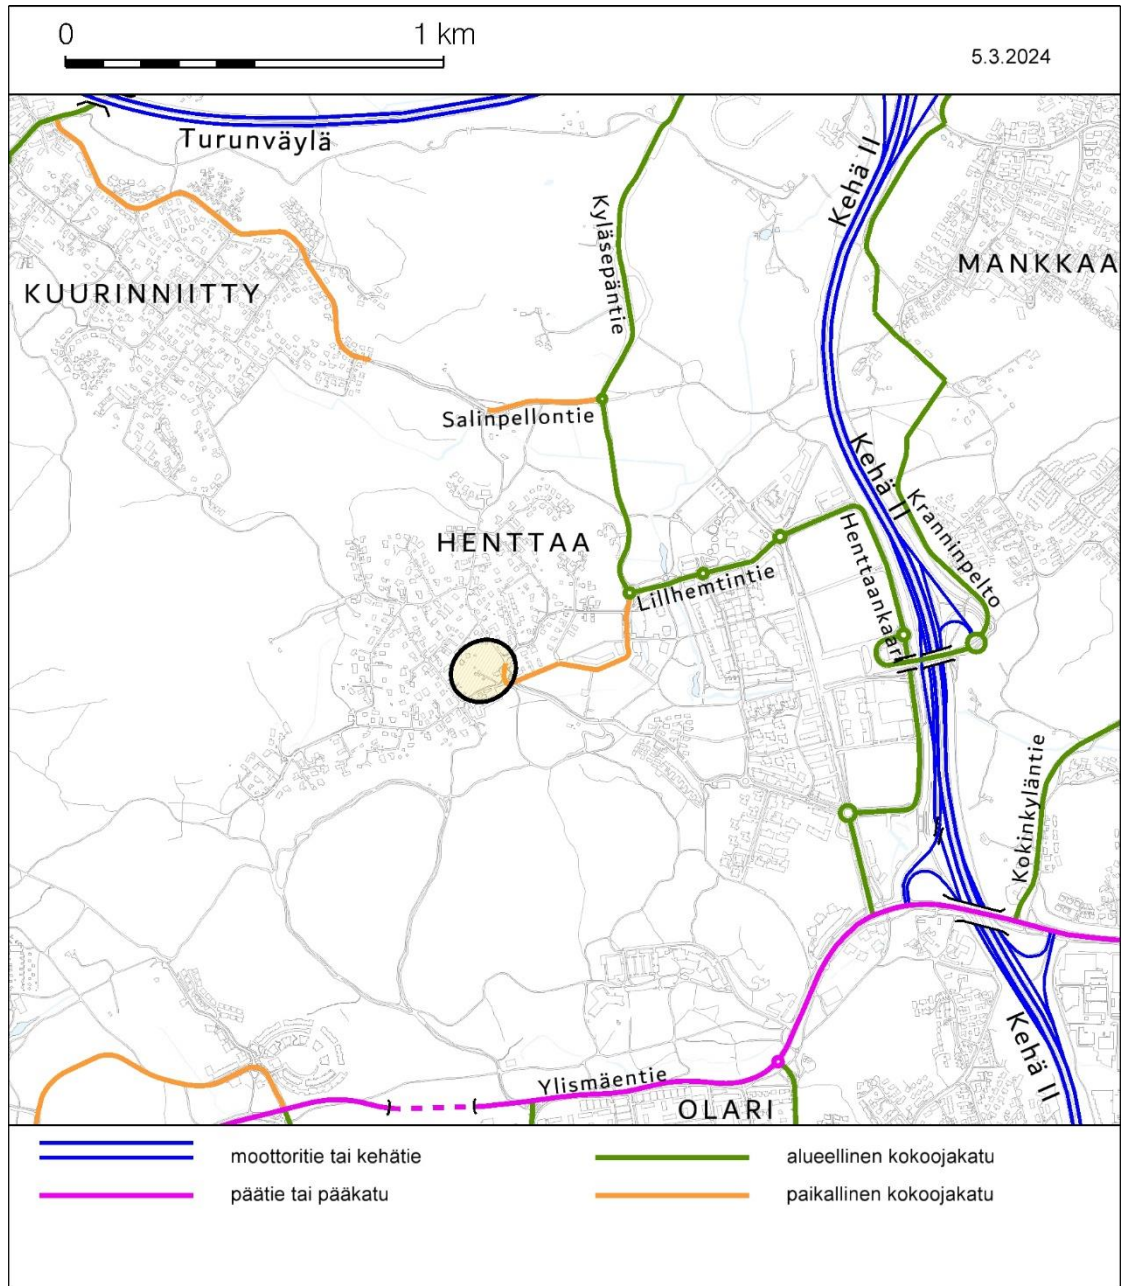 0 1 km
5.3.2024
Turunväylä
Kehä II
Kyläsepäntie
MANKKAA
KUURINNIITTY
Salinpellontie
Kehä II
Kranninpelto
HENTTAA
Henttaankaari
Lillhemtintie
Kokinkyläntie
Kehä II
Ylismäentie
OLARI
moottoritie tai kehätie
alueellinen kokoojakatu
päätie tai pääkatu
paikallinen kokoojakatu